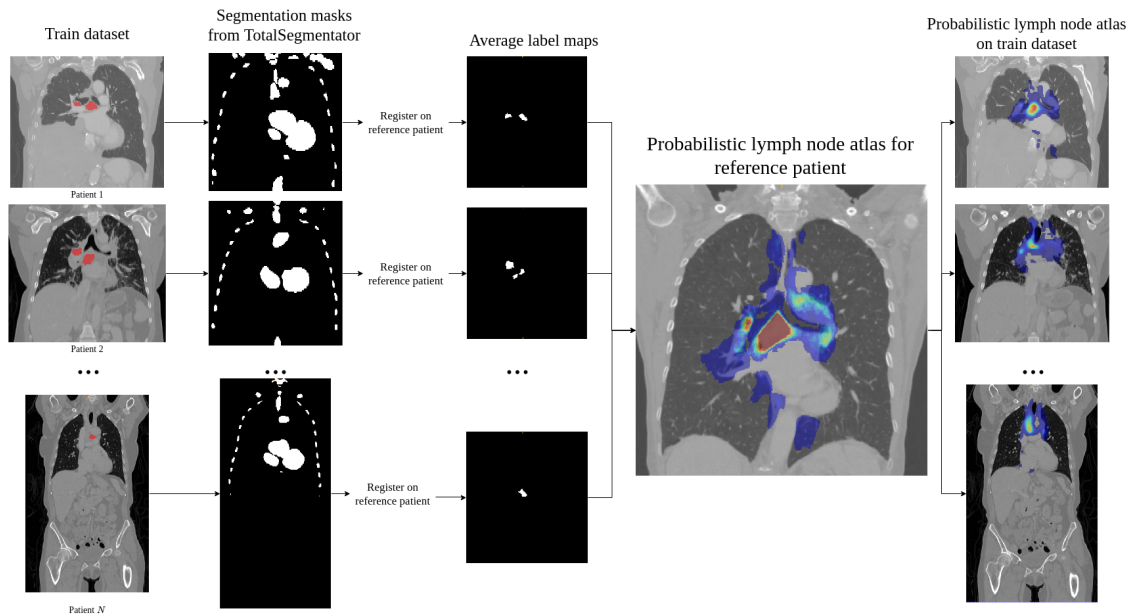 Train dataset
Segmentation masks
from TotalSegmentator
Average label maps
Probabilistic lymph node atlas
on train dataset
Patient 1
Register on
reference patient
Probabilistic lymph node atlas for
reference patient
Patient 2
Register on
reference patient
...
...
...
...
Patient N
Register on
reference patient